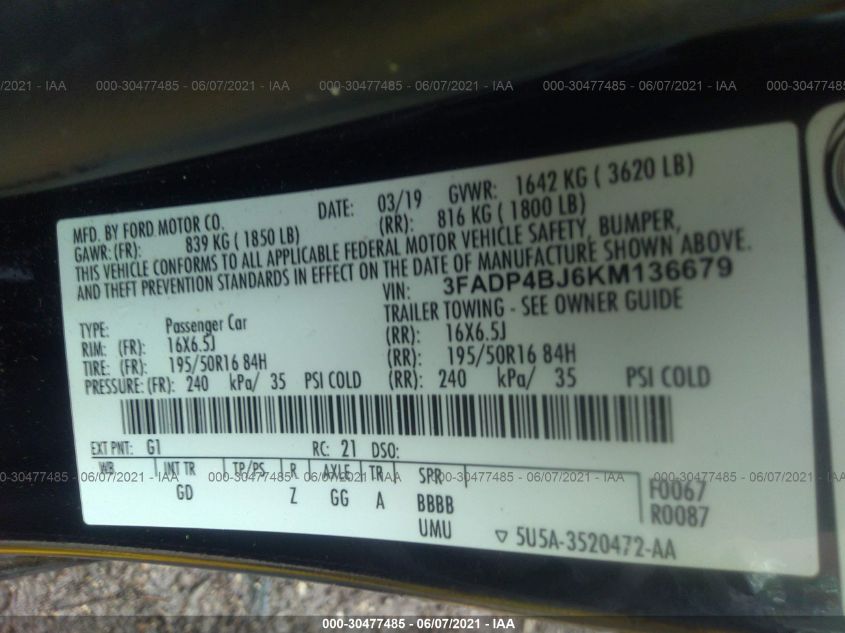 000-30477485 - 06/07/2021 - IAA
MFD. BY FORD MOTOR CO. DATE: 03/19 GVWR: 1642 KG ( 3620 LB)
GAWR: (FR): 839 KG ( 1850 LB) (RR): 816 KG ( 1800 LB)
THIS VEHICLE CONFORMS TO ALL APPLICABLE FEDERAL MOTOR VEHICLE SAFETY, BUMPER,
AND THEFT PREVENTION STANDARDS IN EFFECT ON THE DATE OF MANUFACTURE SHOWN ABOVE.
VIN: 3FADP4BJ6KM136679
TRAILER TOWING - SEE OWNER GUIDE
TYPE: Passenger Car
RIM: (FR): 16X6.5J (RR): 16X6.5J
TIRE: (FR): 195/50R16 84H (RR): 195/50R16 84H
PRESSURE: (FR): 240 kPa/ 35 PSI COLD (RR): 240 kPa/ 35 PSI COLD
EXT PNT: G1 RC: 21 DSO:
WB INT TR TP/PS R AXLE TR SPR
GD Z GG A BBBB F0067
UMU R0087
5U5A-3520472-AA
000-30477485 - 06/07/2021 - IAA
000-30477485 - 06/07/2021 - IAA